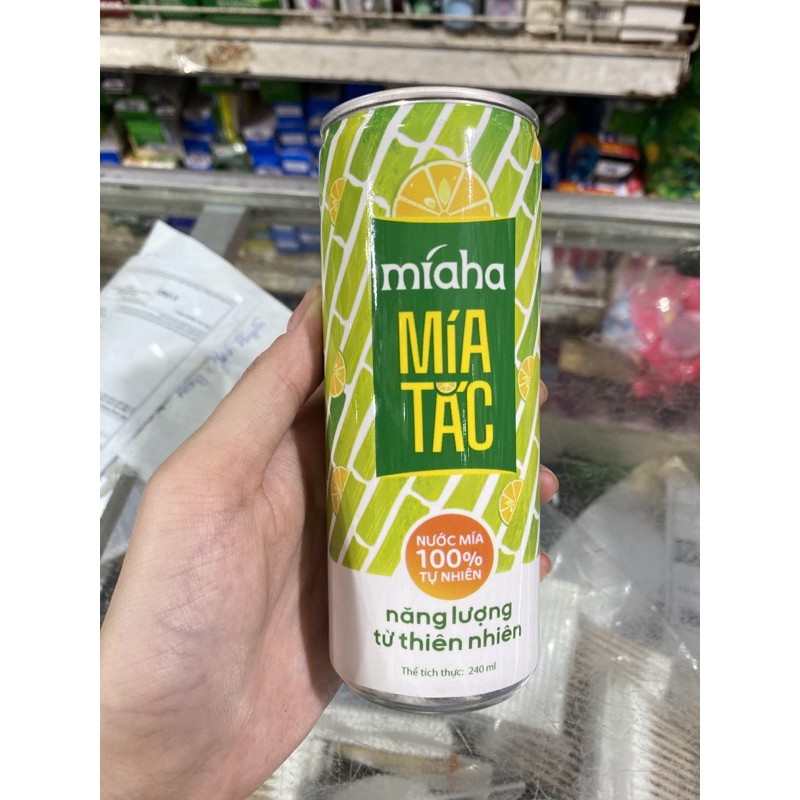 míaha
MÍA
TẮC
NƯỚC MÍA
100%
TỰ NHIÊN
năng lượng
từ thiên nhiên
Thể tích thực: 240 ml